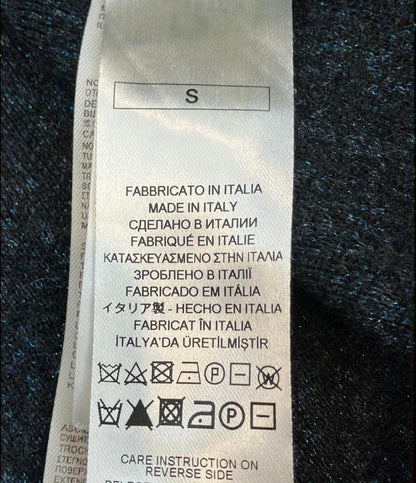 S
FABBRICATO IN ITALIA
MADE IN ITALY
СДЕЛАНО В ИТАЛИИ
FABRIQUÉ EN ITALIE
ΚΑΤΑΣΚΕΥΑΣΜΕΝΟ ΣΤΗΝ ΙΤΑΛΙΑ
ЗРОБЛЕНО В ІТАЛІЇ
FABRICADO EM ITÁLIA
イタリア製 - HECHO EN ITALIA
FABRICAT ÎN ITALIA
İTALYA'DA ÜRETİLMİŞTİR
P W
P
CARE INSTRUCTION ON
REVERSE SIDE